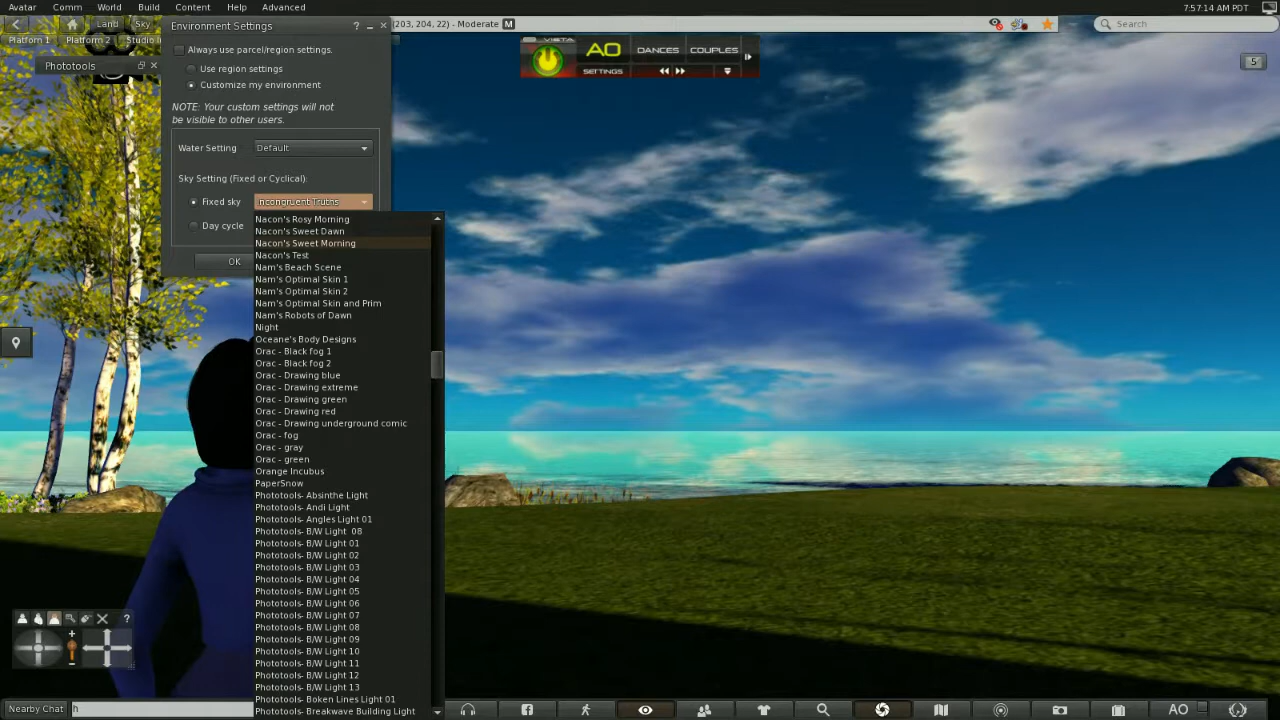 Avatar Comm World Build Content Help Advanced
7:57:14 AM PDT
Land Sky
(203, 204, 22) - Moderate M
Search
Platform 1 Platform 2 Studio
Phototools
Environment Settings
?
Always use parcel/region settings.
Use region settings
Customize my environment
NOTE: Your custom settings will not
be visible to other users.
Water Setting Default
Sky Setting (Fixed or Cyclical):
Fixed sky Incongruent Truths
Day cycle
OK
VISTA
AO DANCES COUPLES
SETTINGS
5
Nacon's Rosy Morning
Nacon's Sweet Dawn
Nacon's Sweet Morning
Nacon's Test
Nam's Beach Scene
Nam's Optimal Skin 1
Nam's Optimal Skin 2
Nam's Optimal Skin and Prim
Nam's Robots of Dawn
Night
Oceane's Body Designs
Orac - Black fog 1
Orac - Black fog 2
Orac - Drawing blue
Orac - Drawing extreme
Orac - Drawing green
Orac - Drawing red
Orac - Drawing underground comic
Orac - fog
Orac - gray
Orac - green
Orange Incubus
PaperSnow
Phototools- Absinthe Light
Phototools- Andi Light
Phototools- Angles Light 01
Phototools- B/W Light  08
Phototools- B/W Light 01
Phototools- B/W Light 02
Phototools- B/W Light 03
Phototools- B/W Light 04
Phototools- B/W Light 05
Phototools- B/W Light 06
Phototools- B/W Light 07
Phototools- B/W Light 08
Phototools- B/W Light 09
Phototools- B/W Light 10
Phototools- B/W Light 11
Phototools- B/W Light 12
Phototools- B/W Light 13
Phototools- Boken Lines Light 01
Phototools- Breakwave Building Light
?
Nearby Chat h
AO